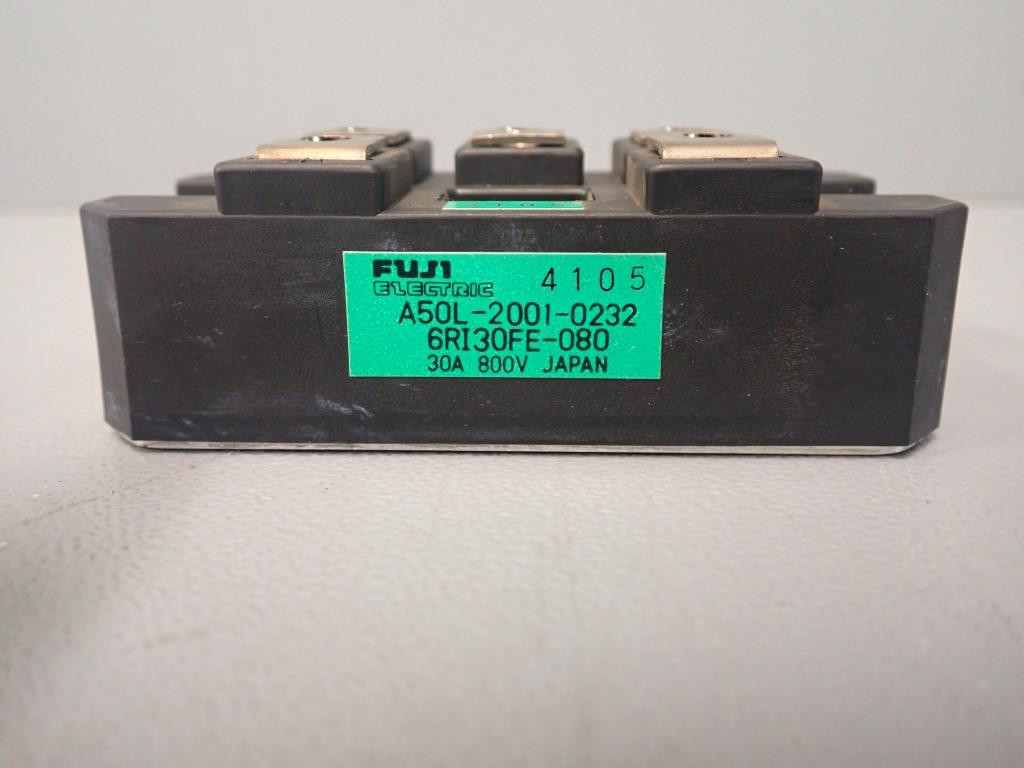 FUJI
ELECTRIC 4105
A50L-2001-0232
6RI30FE-080
30A 800V JAPAN